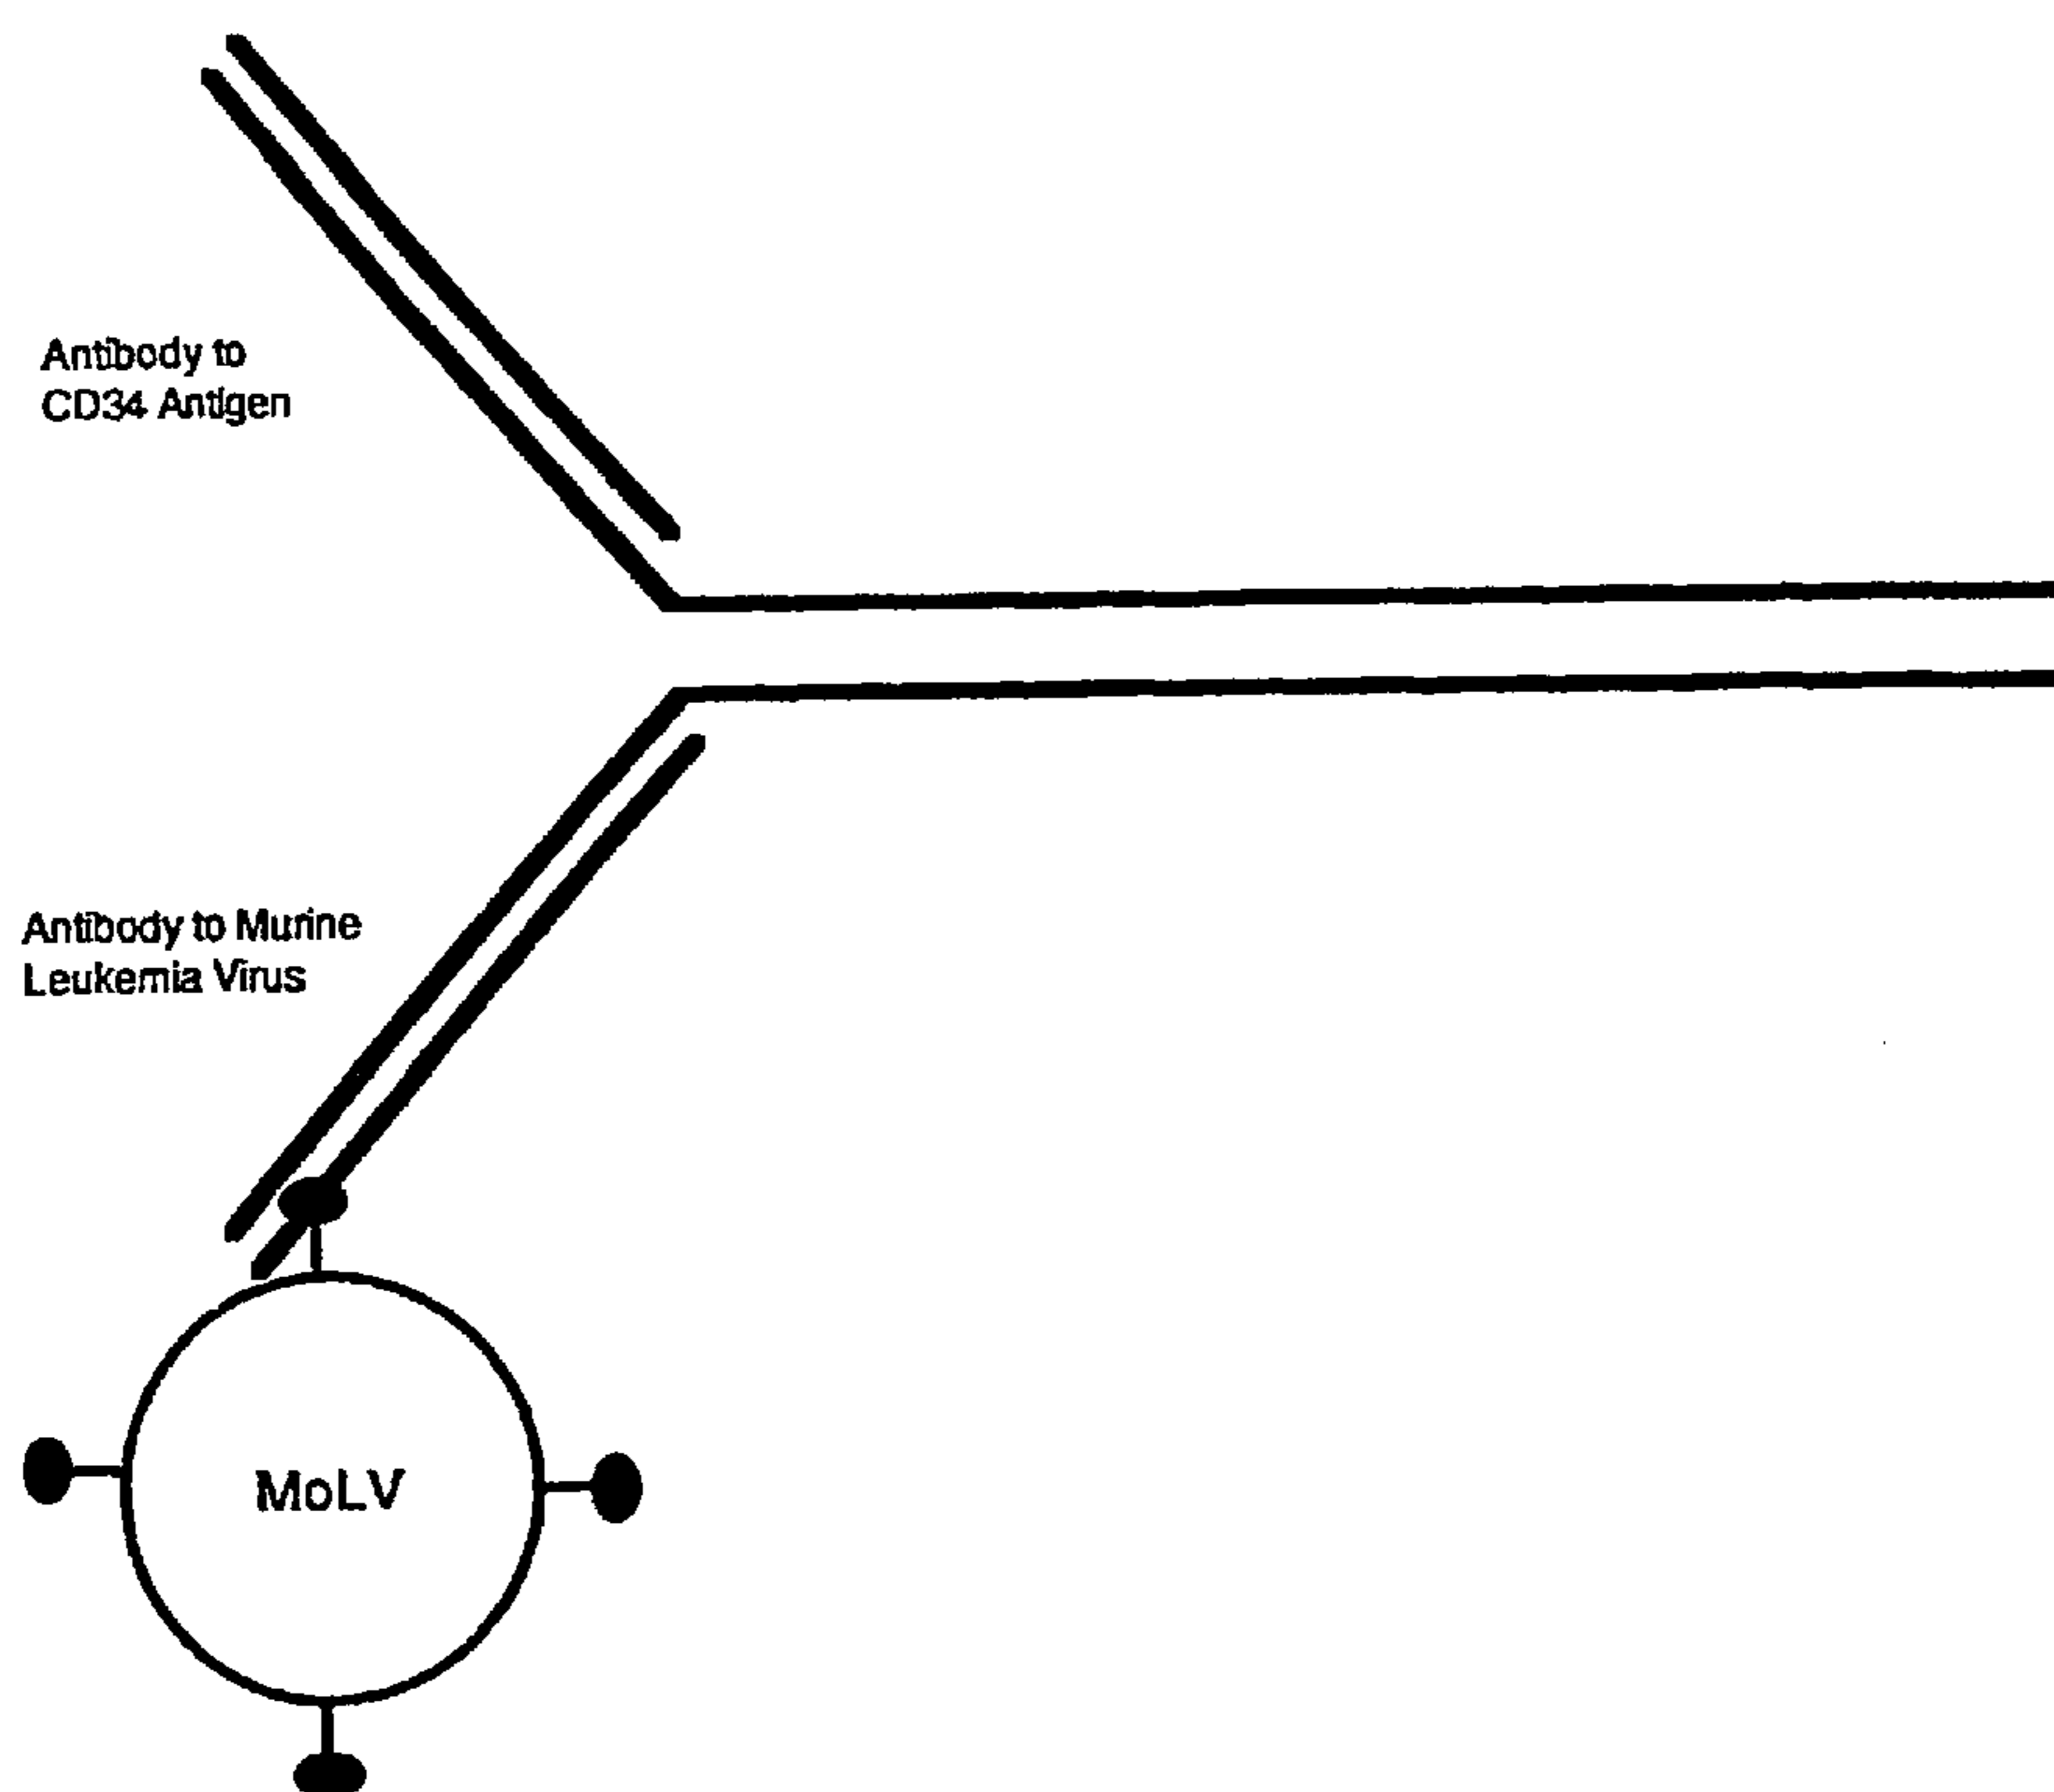 Antibody to
CD34 Antigen
Antibody to Murine
Leukemia Virus
MoLV